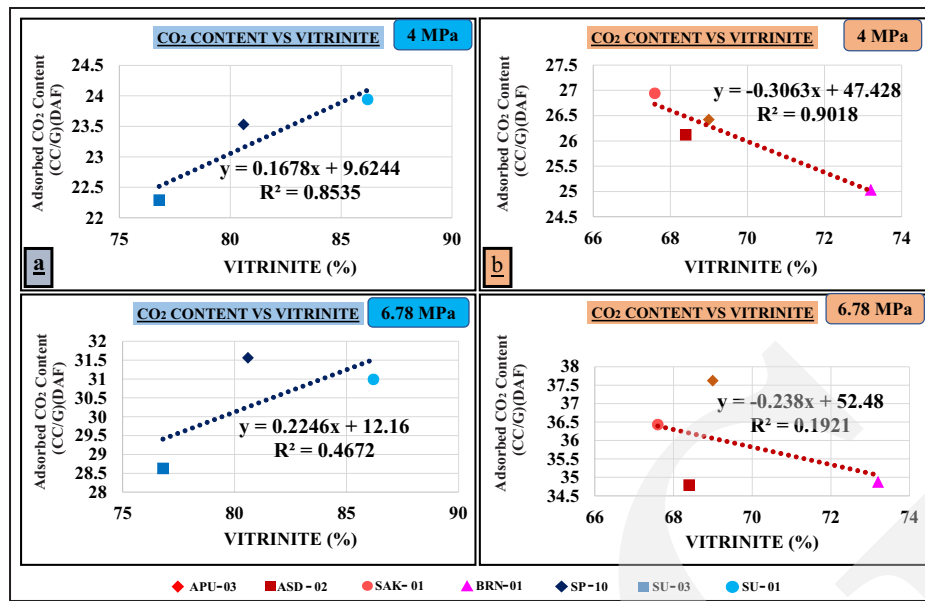 CO₂ CONTENT VS VITRINITE
4 MPa
Adsorbed CO₂ Content
(CC/G)(DAF)
24.5
24
23.5
23
22.5
22
y = 0.1678x + 9.6244
R² = 0.8535
75 80 85 90
VITRINITE (%)
a
CO₂ CONTENT VS VITRINITE
4 MPa
Adsorbed CO₂ Content
(CC/G)(DAF)
27.5
27
26.5
26
25.5
25
24.5
y = -0.3063x + 47.428
R² = 0.9018
66 68 70 72 74
VITRINITE (%)
b
CO₂ CONTENT VS VITRINITE
6.78 MPa
Adsorbed CO₂ Content
(CC/G)(DAF)
32
31.5
31
30.5
30
29.5
29
28.5
28
y = 0.2246x + 12.16
R² = 0.4672
75 80 85 90
VITRINITE (%)
CO₂ CONTENT VS VITRINITE
6.78 MPa
Adsorbed CO₂ Content
(CC/G)(DAF)
38
37.5
37
36.5
36
35.5
35
34.5
y = -0.238x + 52.48
R² = 0.1921
66 68 70 72 74
VITRINITE (%)
APU-03 ASD-02 SAK-01 BRN-01 SP-10 SU-03 SU-01